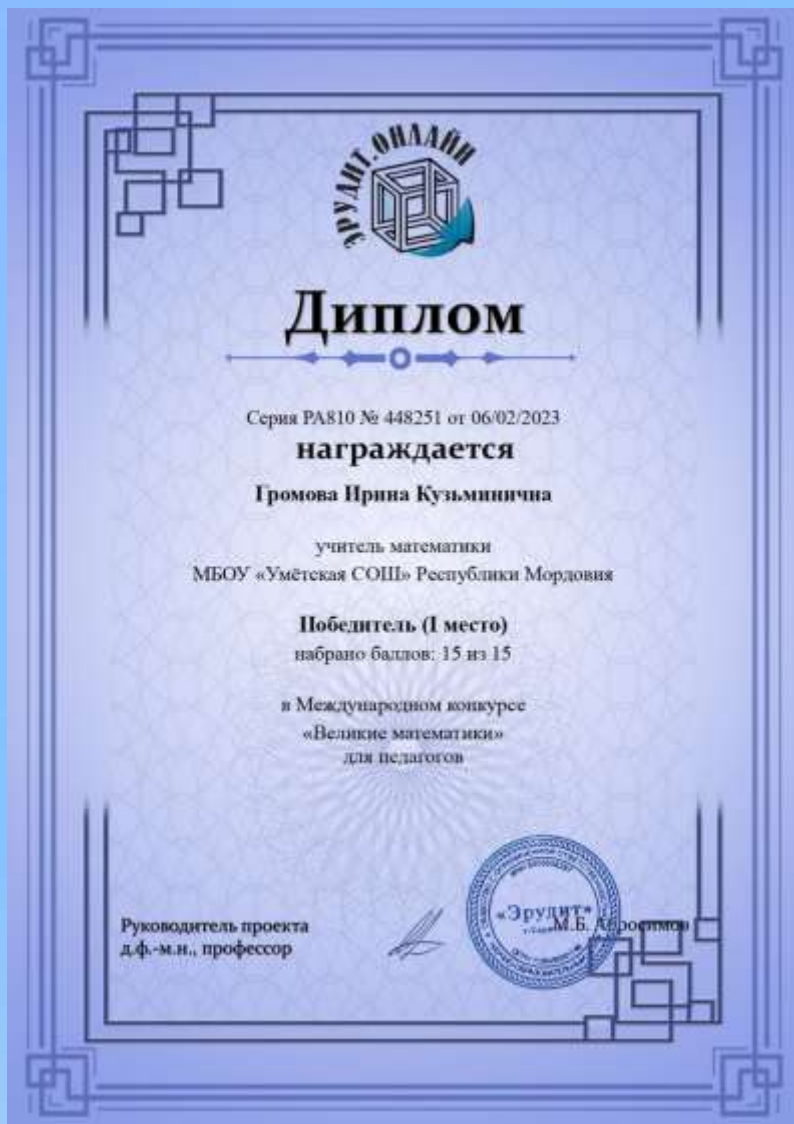 ЭРУДИТ.ОНЛАЙН
Диплом
Серия РА810 № 448251 от 06/02/2023
награждается
Громова Ирина Кузьминична
учитель математики
МБОУ «Умётская СОШ» Республики Мордовия
Победитель (I место)
набрано баллов: 15 из 15
в Международном конкурсе
«Великие математики»
для педагогов
«Эрудит»
Руководитель проекта
М.Б. Абросимов
д.ф.-м.н., профессор